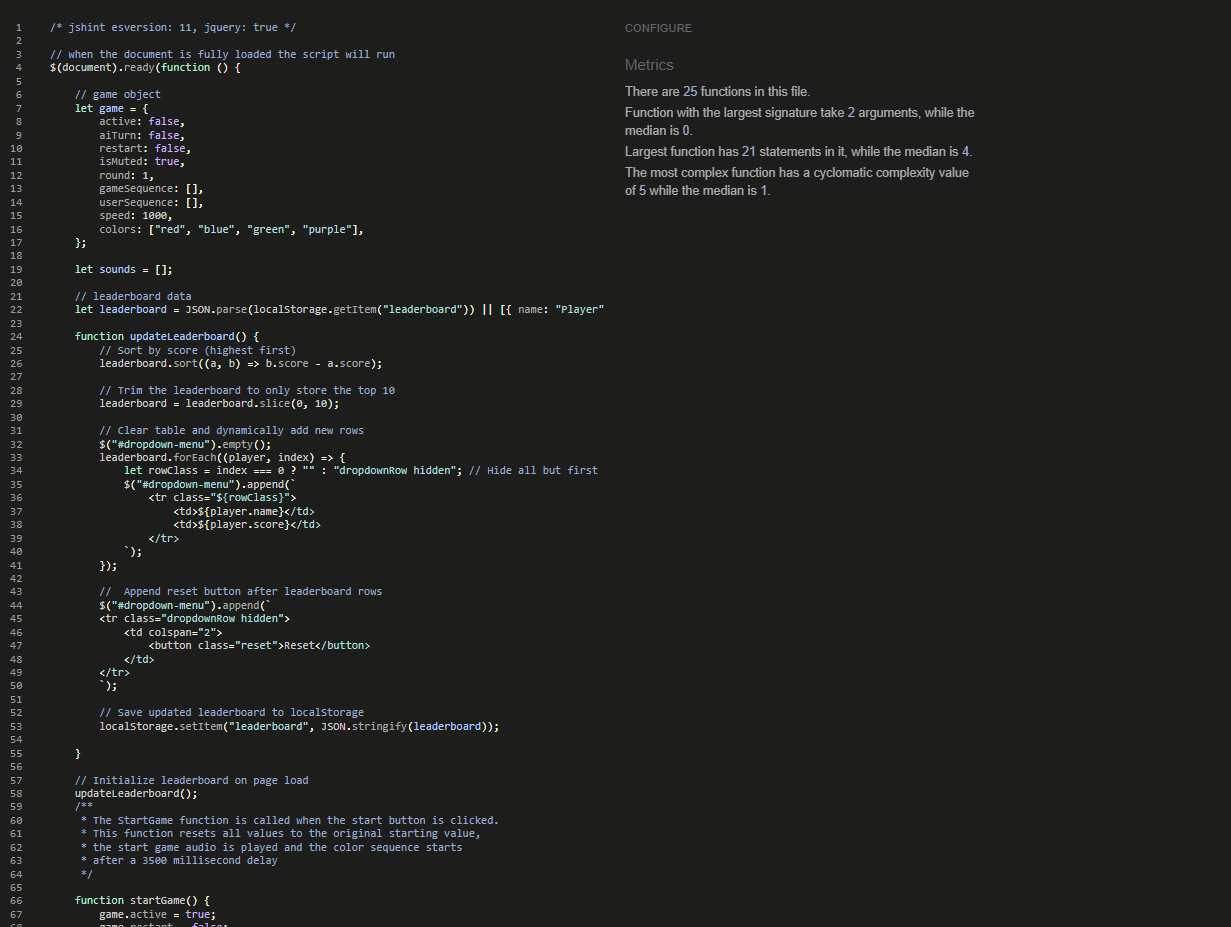 1 /* jshint esversion: 11, jquery: true */
2
3 // when the document is fully loaded the script will run
4 $(document).ready(function () {
5
6 // game object
7 let game = {
8 active: false,
9 aiTurn: false,
10 restart: false,
11 isMuted: true,
12 round: 1,
13 gameSequence: [],
14 userSequence: [],
15 speed: 1000,
16 colors: ["red", "blue", "green", "purple"],
17 };
18
19 let sounds = [];
20
21 // leaderboard data
22 let leaderboard = JSON.parse(localStorage.getItem("leaderboard")) || [{ name: "Player"
23
24 function updateLeaderboard() {
25 // Sort by score (highest first)
26 leaderboard.sort((a, b) => b.score - a.score);
27
28 // Trim the leaderboard to only store the top 10
29 leaderboard = leaderboard.slice(0, 10);
30
31 // Clear table and dynamically add new rows
32 $("#dropdown-menu").empty();
33 leaderboard.forEach((player, index) => {
34 let rowClass = index === 0 ? "" : "dropdownRow hidden"; // Hide all but first
35 $("#dropdown-menu").append(`
36 <tr class="${rowClass}">
37 <td>${player.name}</td>
38 <td>${player.score}</td>
39 </tr>
40 `);
41 });
42
43 //  Append reset button after leaderboard rows
44 $("#dropdown-menu").append(`
45 <tr class="dropdownRow hidden">
46 <td colspan="2">
47 <button class="reset">Reset</button>
48 </td>
49 </tr>
50 `);
51
52 // Save updated leaderboard to localStorage
53 localStorage.setItem("leaderboard", JSON.stringify(leaderboard));
54
55 }
56
57 // Initialize leaderboard on page load
58 updateLeaderboard();
59 /**
60 * The StartGame function is called when the start button is clicked.
61 * This function resets all values to the original starting value,
62 * the start game audio is played and the color sequence starts
63 * after a 3500 millisecond delay
64 */
65
66 function startGame() {
67 game.active = true;
68 game.restart = false;
CONFIGURE
Metrics
There are 25 functions in this file.
Function with the largest signature take 2 arguments, while the
median is 0.
Largest function has 21 statements in it, while the median is 4.
The most complex function has a cyclomatic complexity value
of 5 while the median is 1.